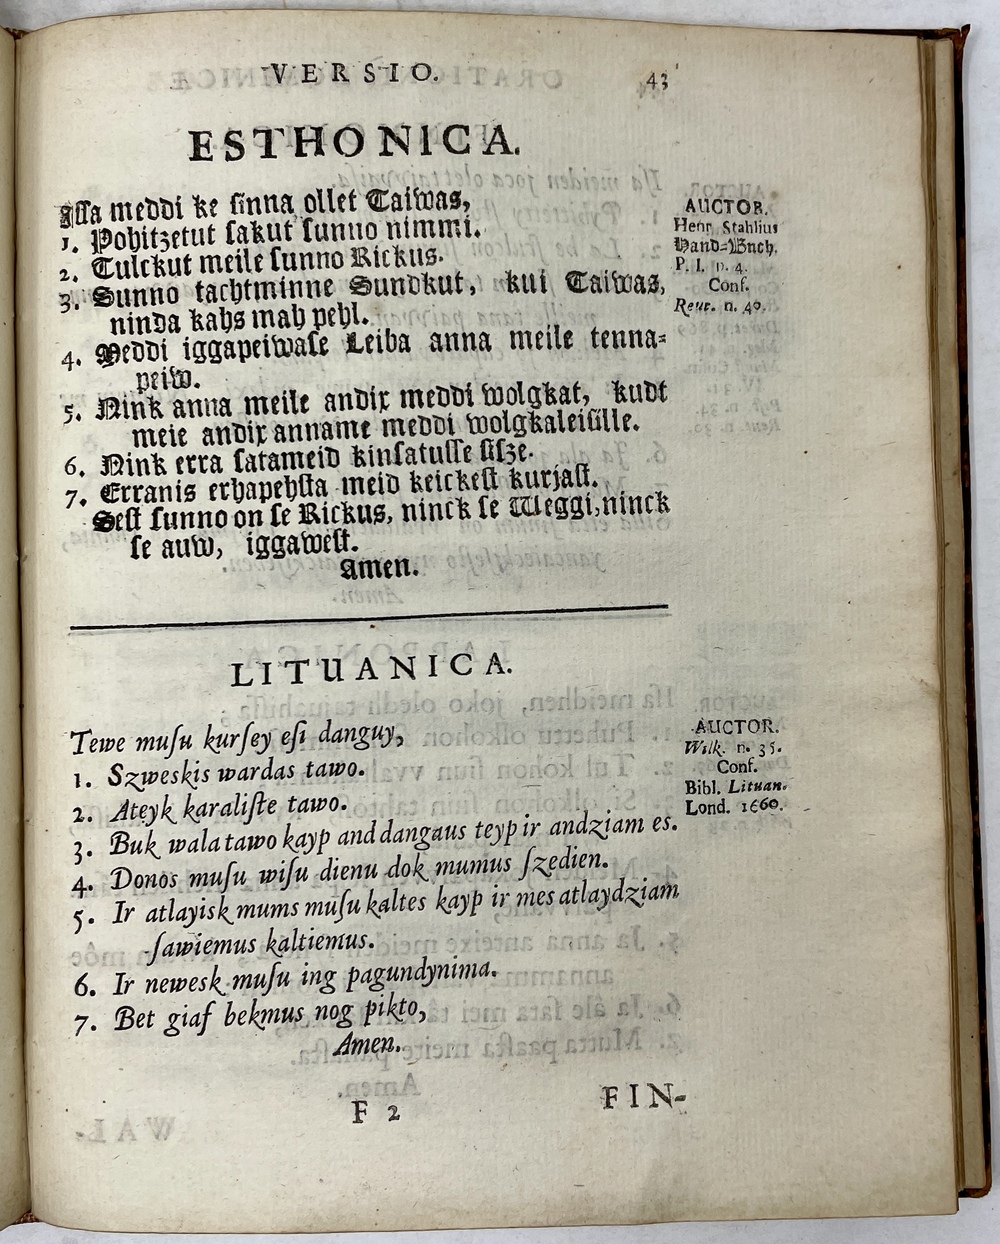 VERSIO. 43
ESTHONICA.
Issa meddi ke sinna ollet Taiwas,
1. Pohitzetut sakut sunno nimmi.
2. Tulckut meile sunno Rickus.
3. Sunno tachtminne Sundkut, kui Taiwas,
ninda kahs mah pehl.
4. Meddi iggapeiwase Leiba anna meile tenna-
peiw.
5. Nink anna meile andix meddi wolgkat, kudt
meie andix anname meddi wolgkaleisülle.
6. Nink erra satameid kinsatusse sisze.
7. Erranis erhapehsta meid keickest kurjast.
Sest sunno on se Rickus, ninck se Weggi, ninck
se auw, iggawest.
Amen.
AUCTOR.
Henr. Stahlius
Hand-Buch.
P. I. n. 4.
Conf.
Reut. n. 40.
LITUANICA.
Tewe muſu kurſey eſi danguy,
1. Szweskis wardas tawo.
2. Ateyk karaliſte tawo.
3. Buk wala tawo kayp and dangaus teyp ir andziam es.
4. Donos muſu wiſu dienu dok mumus ſzedien.
5. Ir atlayisk mums muſu kaltes kayp ir mes atlaydziam
ſawiemus kaltiemus.
6. Ir newesk muſu ing pagundynima.
7. Bet giaſ bekmus nog pikto,
Amen.
AUCTOR.
Wilk. n. 35.
Conf.
Bibl. Lituan.
Lond. 1660.
F 2 FIN-